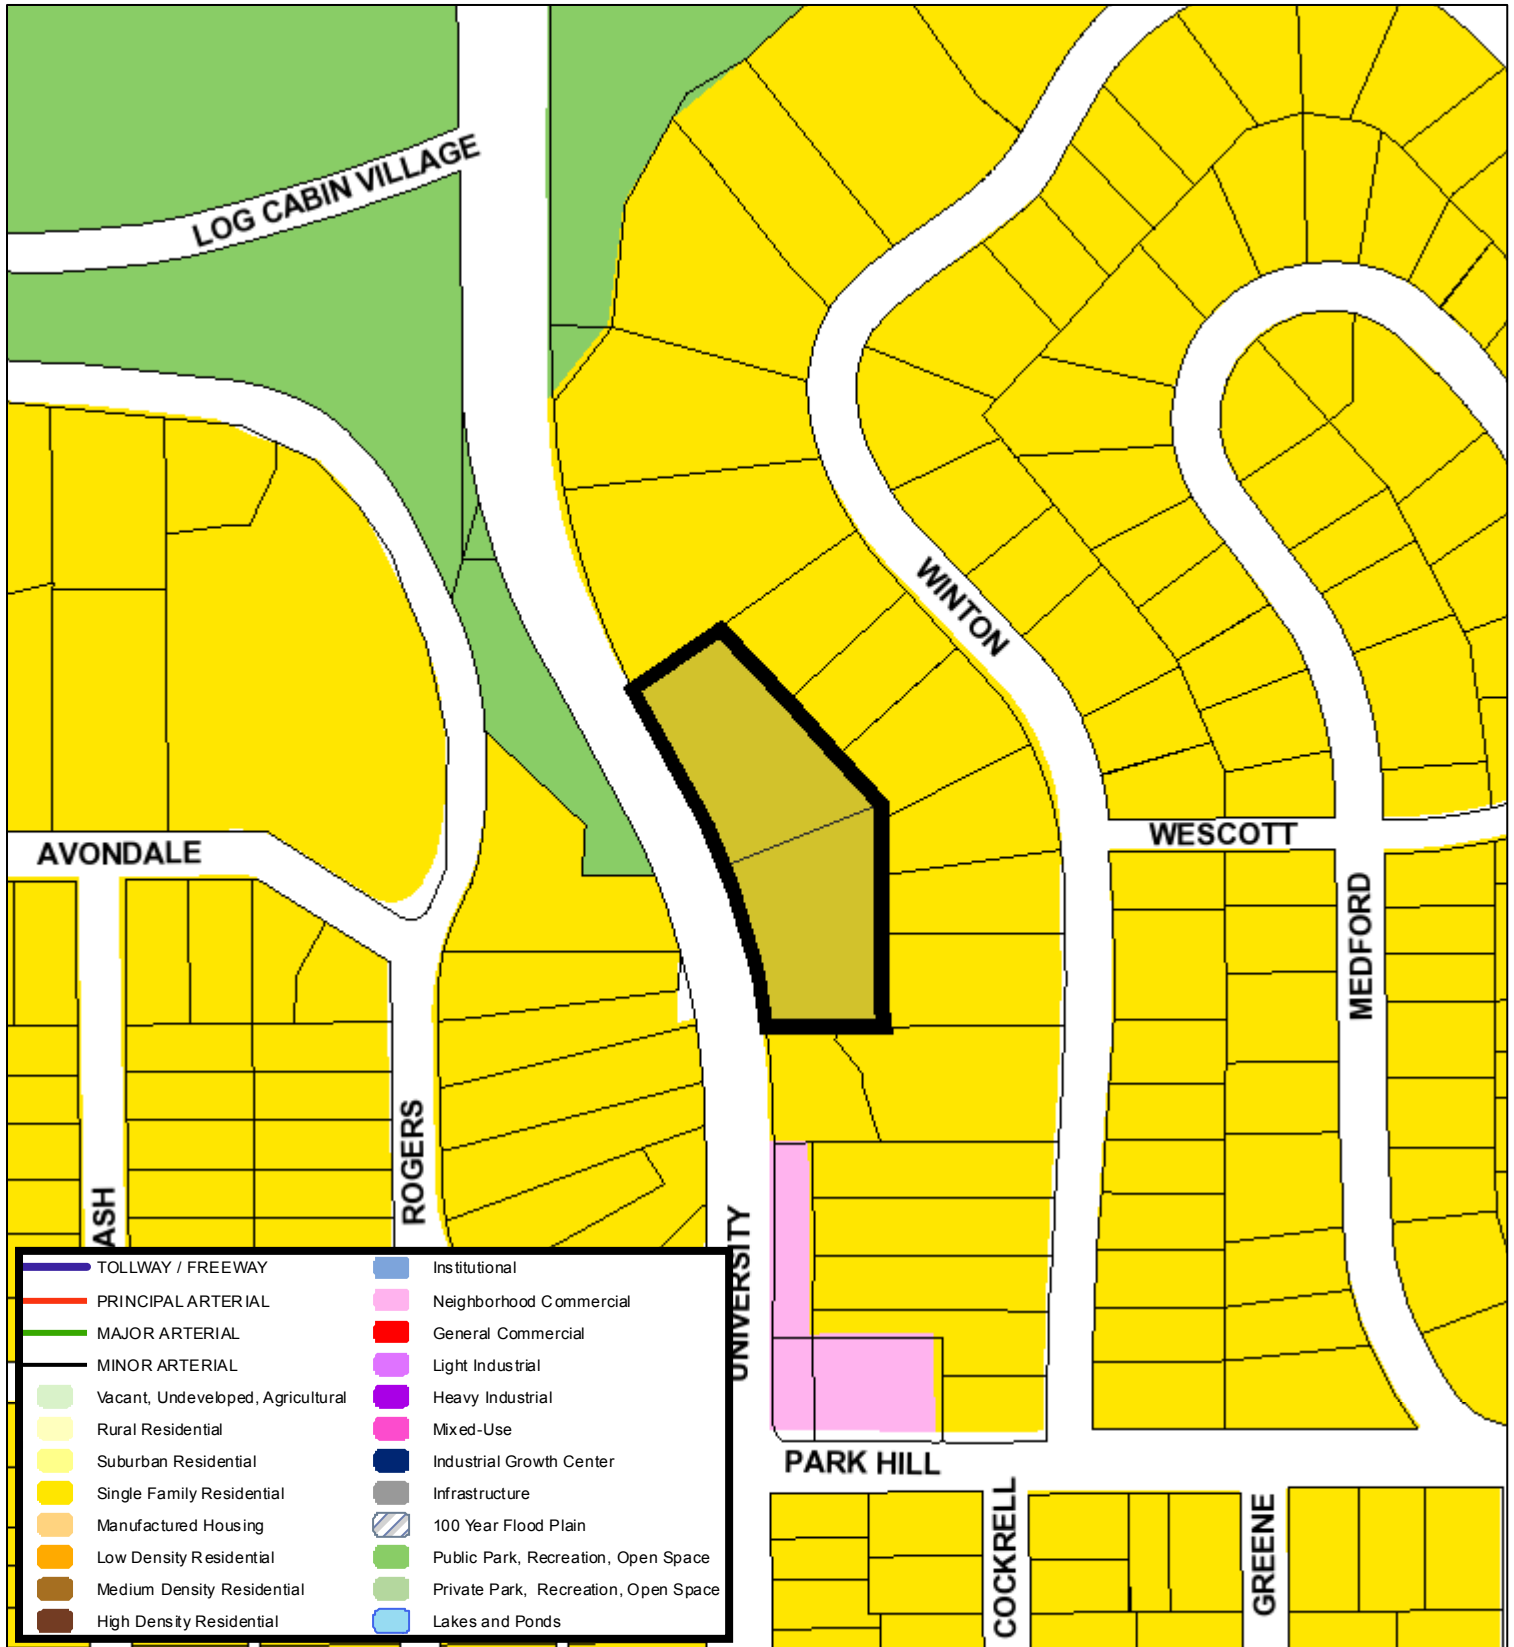 LOG CABIN VILLAGE
WINTON
WESCOTT
AVONDALE
MEDFORD
ROGERS
ASH
UNIVERSITY
TOLLWAY / FREEWAY
PRINCIPAL ARTERIAL
MAJOR ARTERIAL
MINOR ARTERIAL
Vacant, Undeveloped, Agricultural
Rural Residential
Suburban Residential
Single Family Residential
Manufactured Housing
Low Density Residential
Medium Density Residential
High Density Residential
Institutional
Neighborhood Commercial
General Commercial
Light Industrial
Heavy Industrial
Mixed-Use
Industrial Growth Center
Infrastructure
100 Year Flood Plain
Public Park, Recreation, Open Space
Private Park, Recreation, Open Space
Lakes and Ponds
PARK HILL
COCKRELL
GREENE